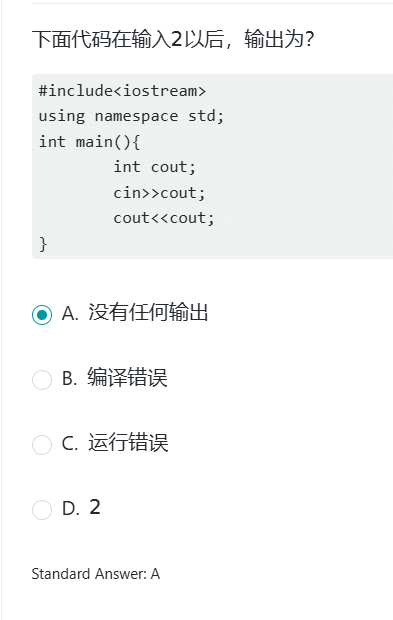 下面代码在输入2以后，输出为？
#include<iostream>
using namespace std;
int main(){
        int cout;
        cin>>cout;
        cout<<cout;
}
A. 没有任何输出
B. 编译错误
C. 运行错误
D. 2
Standard Answer: A